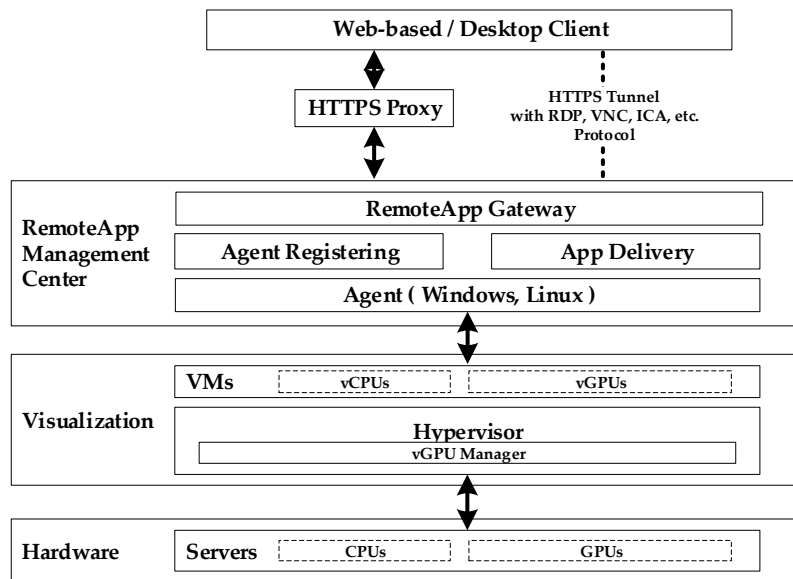 Web-based / Desktop Client
HTTPS Proxy
HTTPS Tunnel
with RDP, VNC, ICA, etc.
Protocol
RemoteApp
Management
Center
RemoteApp Gateway
Agent Registering
App Delivery
Agent ( Windows, Linux )
Visualization
VMs
vCPUs
vGPUs
Hypervisor
vGPU Manager
Hardware
Servers
CPUs
GPUs